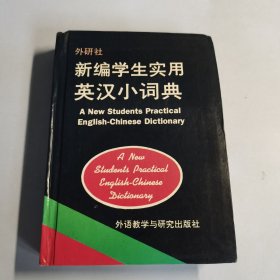 外研社
新编学生实用
英汉小词典
A New Students Practical
English-Chinese Dictionary
A New
Students Practical
English-Chinese
Dictionary
外语教学与研究出版社